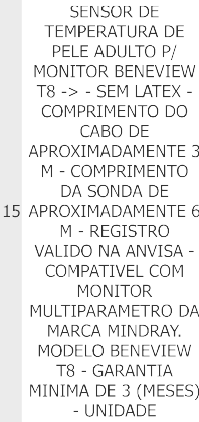 SENSOR DE
TEMPERATURA DE
PELE ADULTO P/
MONITOR BENEVIEW
T8 -> - SEM LATEX -
COMPRIMENTO DO
CABO DE
APROXIMADAMENTE 3
M - COMPRIMENTO
DA SONDA DE
15 APROXIMADAMENTE 6
M - REGISTRO
VALIDO NA ANVISA -
COMPATIVEL COM
MONITOR
MULTIPARAMETRO DA
MARCA MINDRAY.
MODELO BENEVIEW
T8 - GARANTIA
MINIMA DE 3 (MESES)
- UNIDADE